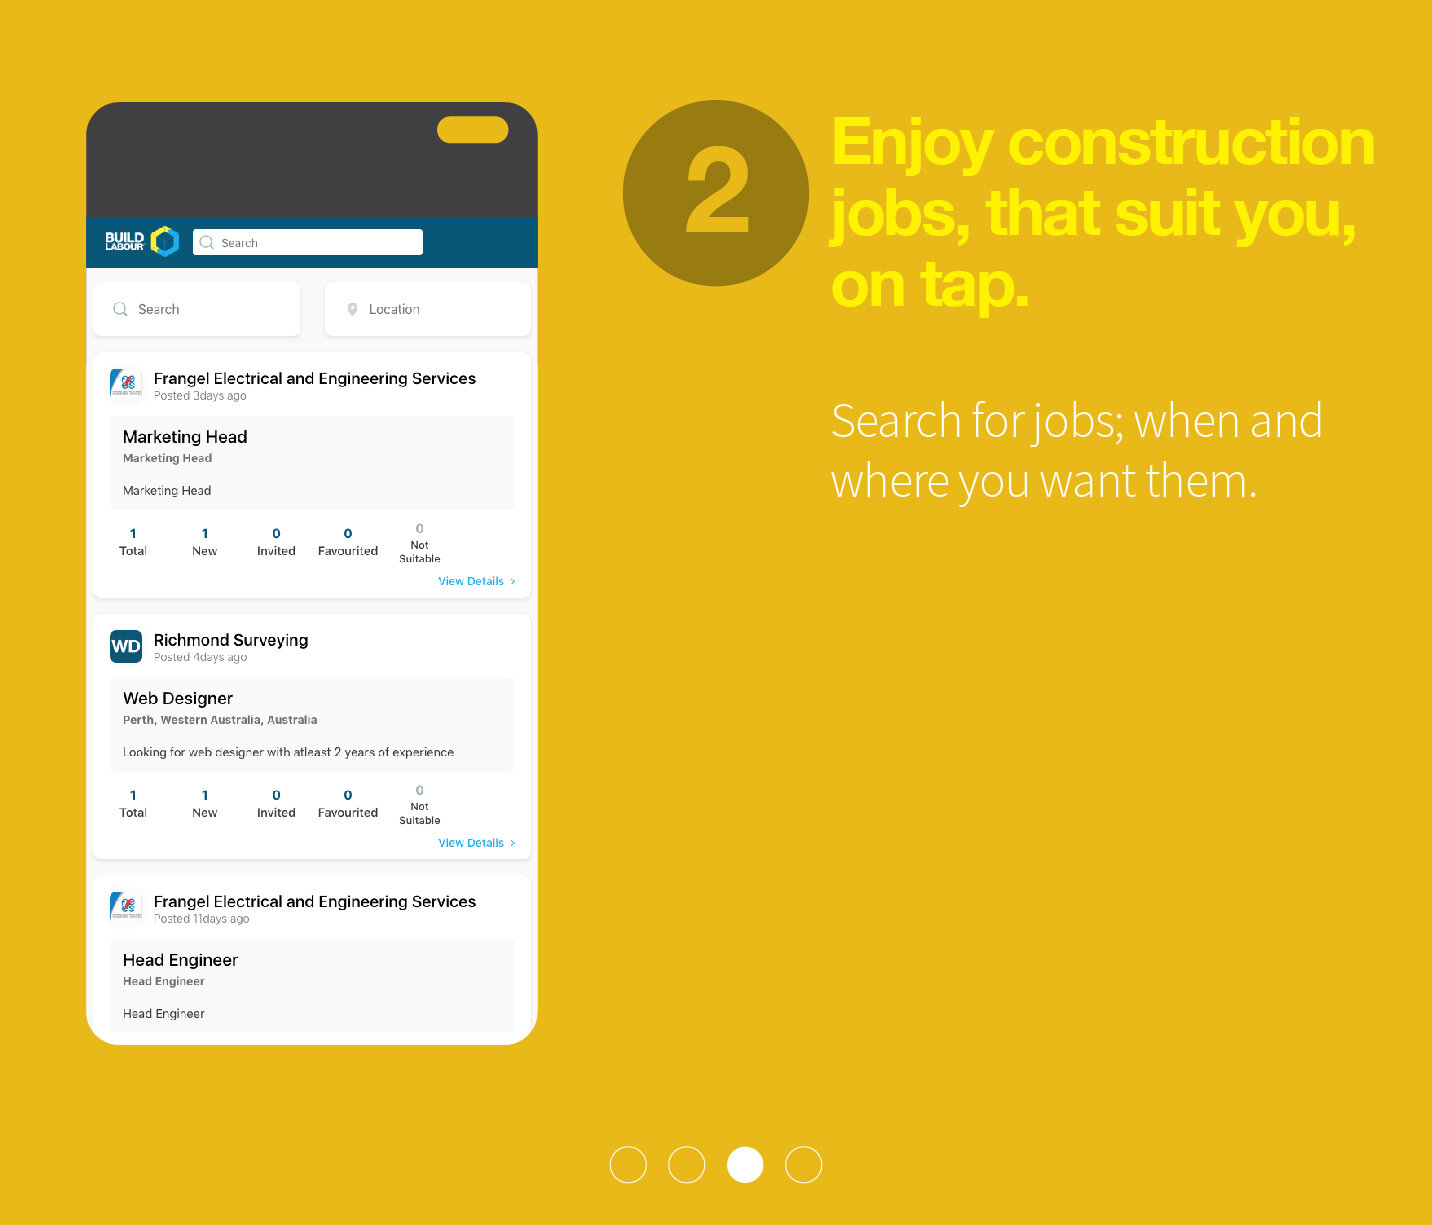 BUILD
LABOUR
Search
Search
Location
Frangel Electrical and Engineering Services
Posted 3days ago
Marketing Head
Marketing Head
Marketing Head
1 1 0 0 0
Total New Invited Favourited Not
Suitable
View Details >
WD
Richmond Surveying
Posted 4days ago
Web Designer
Perth, Western Australia, Australia
Looking for web designer with atleast 2 years of experience
1 1 0 0 0
Total New Invited Favourited Not
Suitable
View Details >
Frangel Electrical and Engineering Services
Posted 11days ago
Head Engineer
Head Engineer
Head Engineer
2
Enjoy construction
jobs, that suit you,
on tap.
Search for jobs; when and
where you want them.